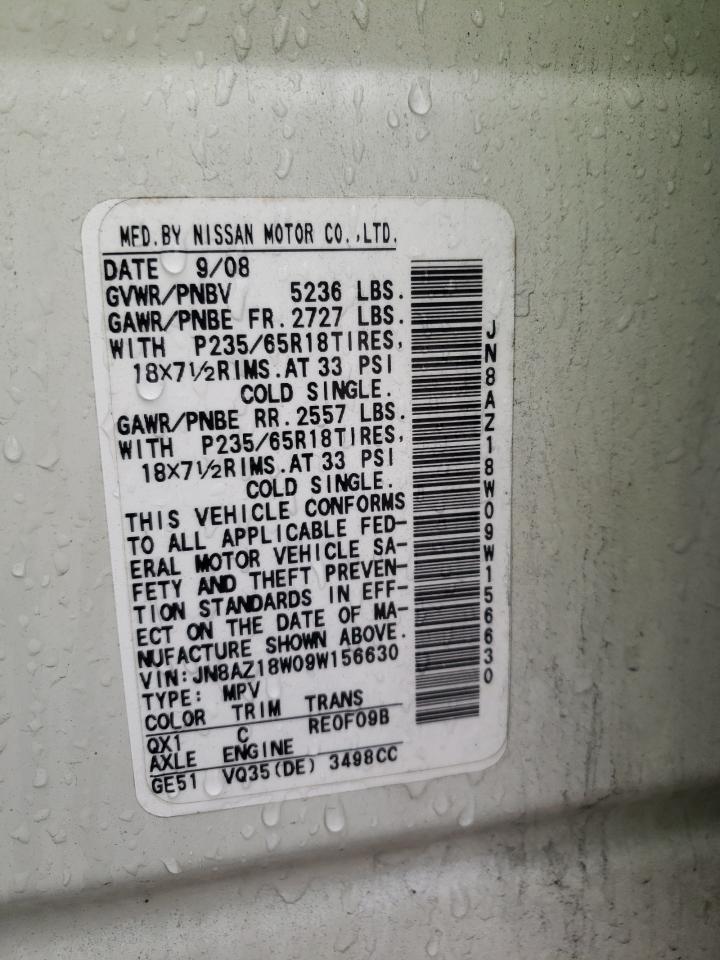 MFD. BY NISSAN MOTOR CO., LTD.
DATE 9/08
GVWR/PNBV 5236 LBS.
GAWR/PNBE FR. 2727 LBS.
WITH P235/65R18TIRES,
18X7 1/2RIMS. AT 33 PSI
COLD SINGLE.
GAWR/PNBE RR. 2557 LBS.
WITH P235/65R18TIRES,
18X7 1/2RIMS. AT 33 PSI
COLD SINGLE.
THIS VEHICLE CONFORMS
TO ALL APPLICABLE FED-
ERAL MOTOR VEHICLE SA-
FETY AND THEFT PREVEN-
TION STANDARDS IN EFF-
ECT ON THE DATE OF MA-
NUFACTURE SHOWN ABOVE.
VIN: JN8AZ18W09W156630
TYPE: MPV
COLOR TRIM TRANS
QX1 C RE0F09B
AXLE ENGINE
GE51 VQ35(DE) 3498CC
JN8AZ18W09W156630